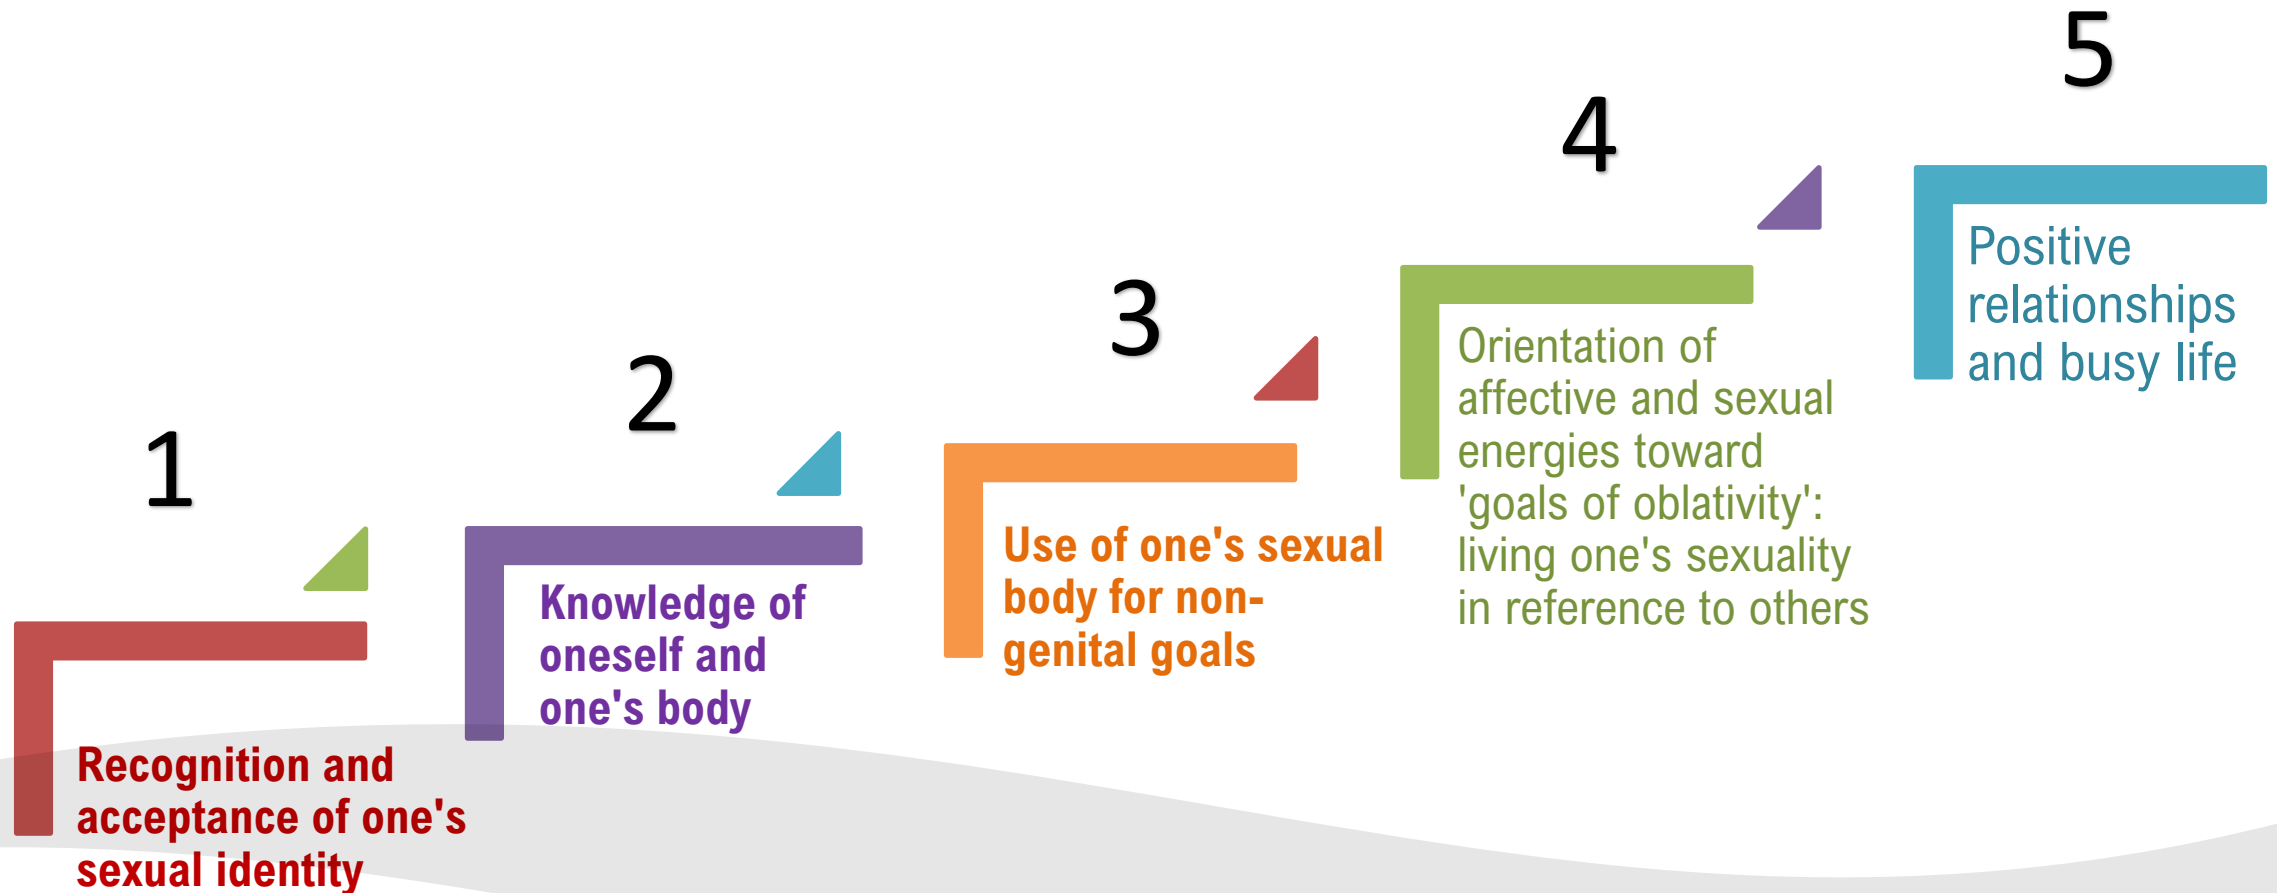 1
Recognition and
acceptance of one's
sexual identity
2
Knowledge of
oneself and
one's body
3
Use of one's sexual
body for non-
genital goals
4
Orientation of
affective and sexual
energies toward
'goals of oblativity':
living one's sexuality
in reference to others
5
Positive
relationships
and busy life